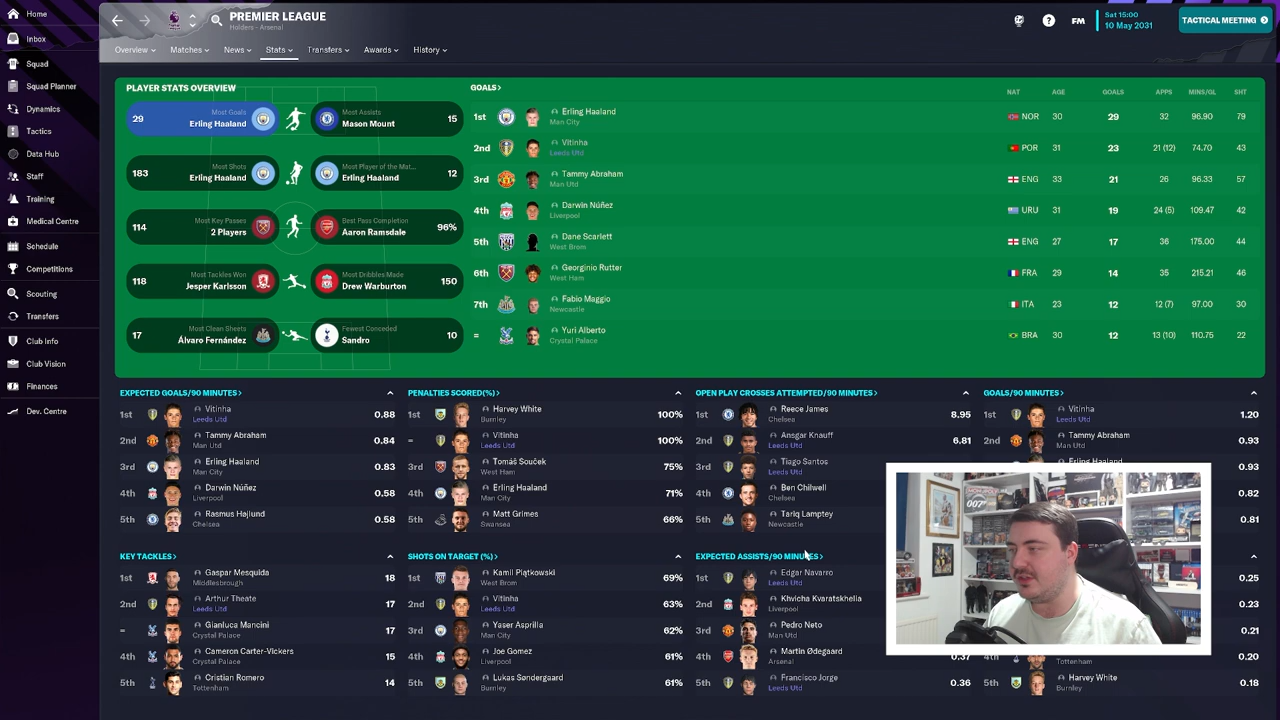 Home
PREMIER LEAGUE
Holders - Arsenal
FM
Sat 15:00
10 May 2031
TACTICAL MEETING
Inbox
Overview
Matches
News
Stats
Transfers
Awards
History
Squad
Squad Planner
Dynamics
Tactics
Data Hub
Staff
Training
Medical Centre
Schedule
Competitions
Scouting
Transfers
Club Info
Club Vision
Finances
Dev. Centre
PLAYER STATS OVERVIEW
29 Most Goals
Erling Haaland
Most Assists 15
Mason Mount
183 Most Shots
Erling Haaland
Most Player of the Mat... 12
Erling Haaland
114 Most Key Passes
2 Players
Best Pass Completion 96%
Aaron Ramsdale
118 Most Tackles Won
Jesper Karlsson
Most Dribbles Made 150
Drew Warburton
17 Most Clean Sheets
Álvaro Fernández
Fewest Conceded 10
Sandro
GOALS> NAT AGE GOALS APPS MINS/GL SHT
1st Erling Haaland NOR 30 29 32 96.90 79
Man City
2nd Vitinha POR 31 23 21 (12) 74.70 43
Leeds Utd
3rd Tammy Abraham ENG 33 21 26 96.33 57
Man Utd
4th Darwin Núñez URU 31 19 24 (5) 109.47 42
Liverpool
5th Dane Scarlett ENG 27 17 36 175.00 44
West Brom
6th Georginio Rutter FRA 29 14 35 215.21 46
West Ham
7th Fabio Maggio ITA 23 12 12 (7) 97.00 30
Newcastle
= Yuri Alberto BRA 30 12 13 (10) 110.75 22
Crystal Palace
EXPECTED GOALS/90 MINUTES>
1st Vitinha 0.88
Leeds Utd
2nd Tammy Abraham 0.84
Man Utd
3rd Erling Haaland 0.83
Man City
4th Darwin Núñez 0.58
Liverpool
5th Rasmus Højlund 0.58
Chelsea
PENALTIES SCORED(%)>
1st Harvey White 100%
Burnley
= Vitinha 100%
Leeds Utd
3rd Tomáš Souček 75%
West Ham
4th Erling Haaland 71%
Man City
5th Matt Grimes 66%
Swansea
OPEN PLAY CROSSES ATTEMPTED/90 MINUTES>
1st Reece James 8.95
Chelsea
2nd Ansgar Knauff 6.81
Leeds Utd
3rd Tiago Santos
Leeds Utd
4th Ben Chilwell
Chelsea
5th Tariq Lamptey
Newcastle
GOALS/90 MINUTES>
1st Vitinha 1.20
Leeds Utd
2nd Tammy Abraham 0.93
Man Utd
Erling Haaland 0.93
0.82
0.81
KEY TACKLES>
1st Gaspar Mesquida 18
Middlesbrough
2nd Arthur Theate 17
Leeds Utd
= Gianluca Mancini 17
Crystal Palace
4th Cameron Carter-Vickers 15
Crystal Palace
5th Cristian Romero 14
Tottenham
SHOTS ON TARGET (%)>
1st Kamil Piątkowski 69%
West Brom
2nd Vitinha 63%
Leeds Utd
3rd Yaser Asprilla 62%
Man City
4th Joe Gomez 61%
Liverpool
5th Lukas Søndergaard 61%
Burnley
EXPECTED ASSISTS/90 MINUTES>
1st Edgar Navarro
Leeds Utd
2nd Khvicha Kvaratskhelia
Liverpool
3rd Pedro Neto
Man Utd
4th Martin Ødegaard 0.37
Arsenal
5th Francisco Jorge 0.36
Leeds Utd
0.25
0.23
0.21
0.20
Tottenham
5th Harvey White 0.18
Burnley
007